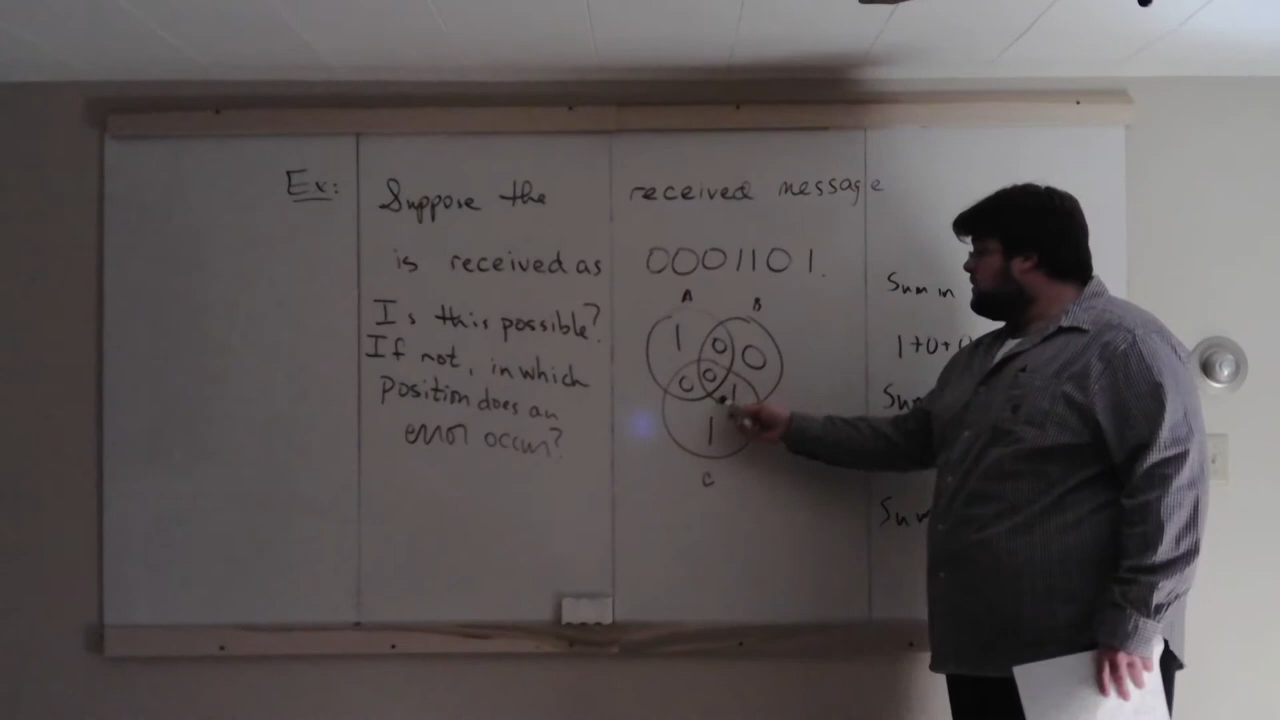 Ex: Suppose the received message
is received as 0001101.
Is this possible?
If not, in which
position does an
error occur?
A B
1 0 0
0 0 1
1
C
Sum in
1+0+